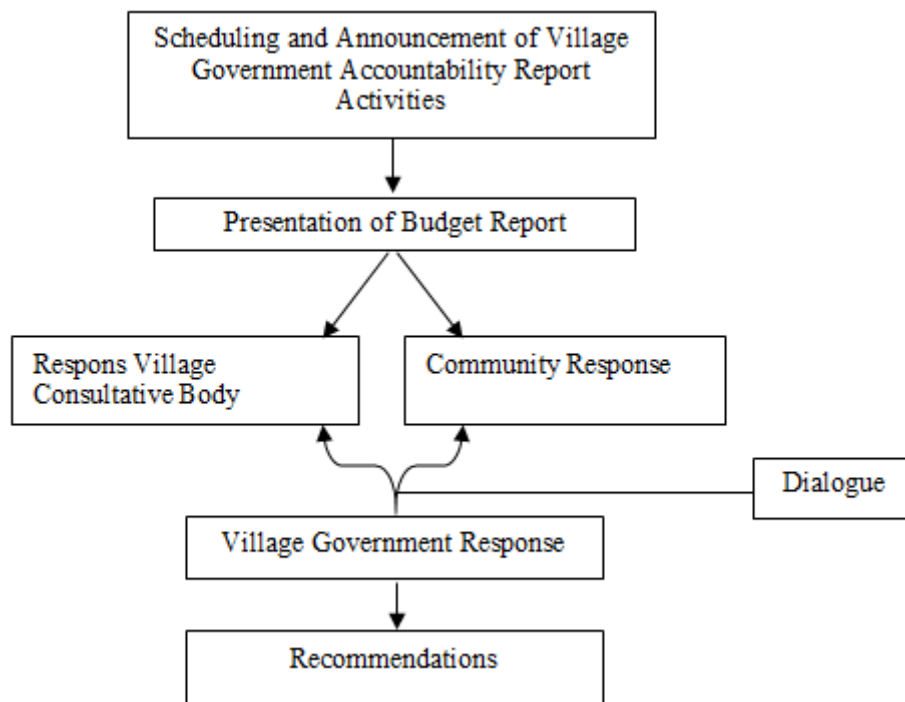 Scheduling and Announcement of Village
Government Accountability Report
Activities
Presentation of Budget Report
Respons Village
Consultative Body
Community Response
Dialogue
Village Government Response
Recommendations